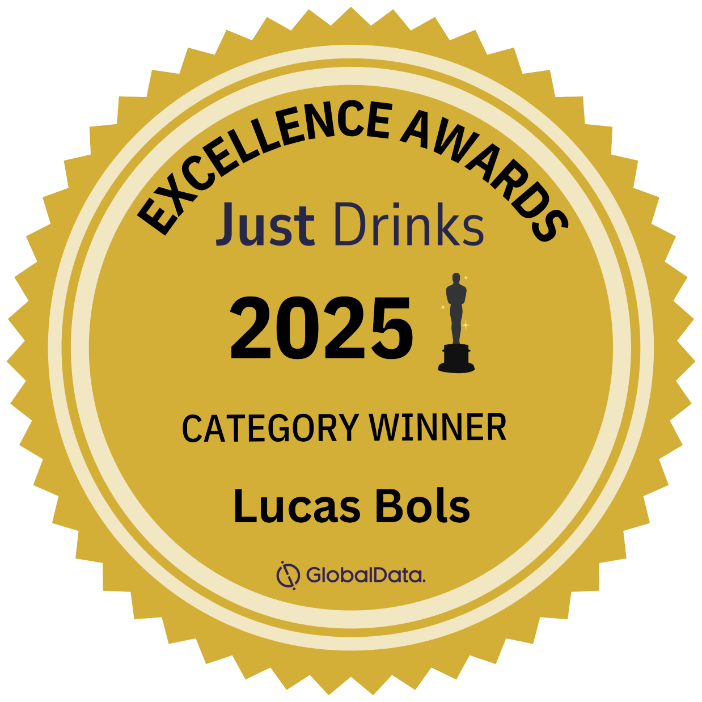 EXCELLENCE AWARDS
Just Drinks
2025
CATEGORY WINNER
Lucas Bols
GlobalData.